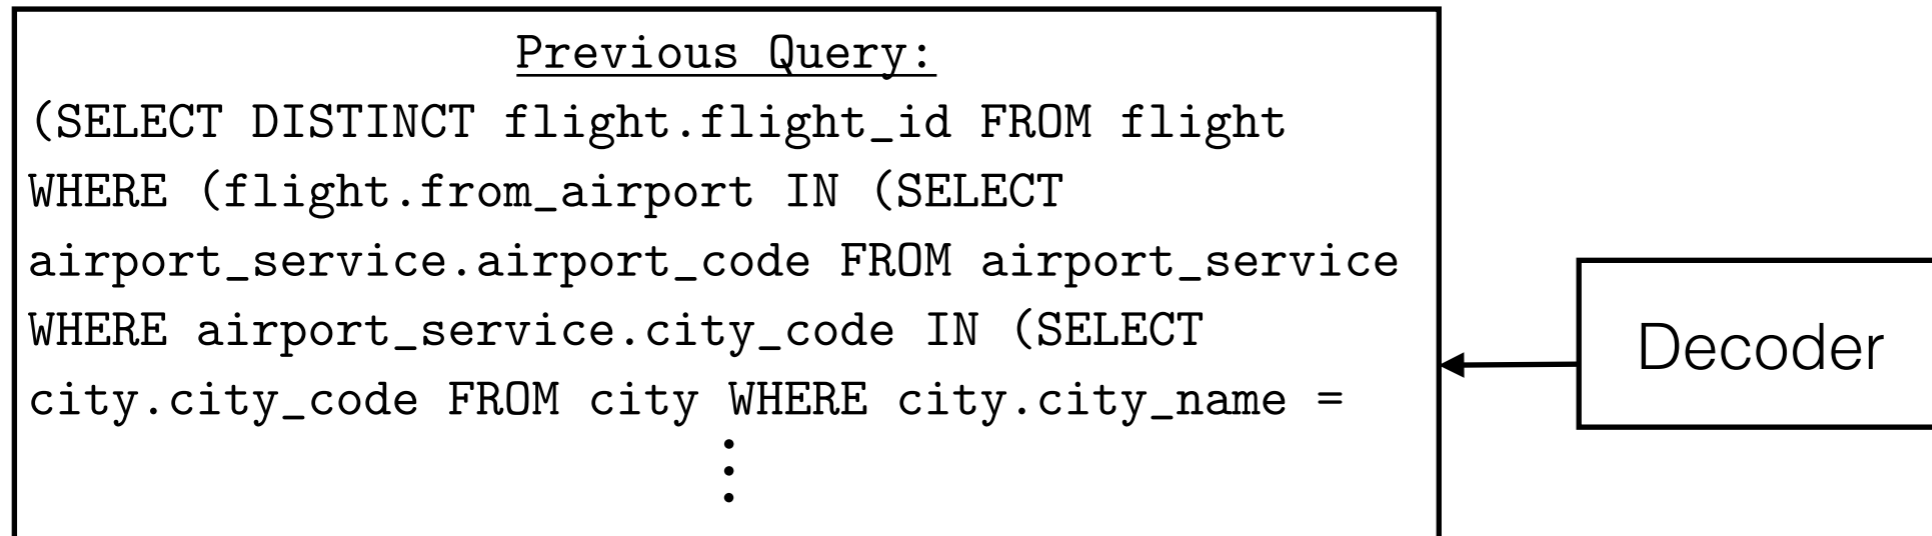 Previous Query:
(SELECT DISTINCT flight.flight_id FROM flight
WHERE (flight.from_airport IN (SELECT
airport_service.airport_code FROM airport_service
WHERE airport_service.city_code IN (SELECT
city.city_code FROM city WHERE city.city_name =
⋮
Decoder